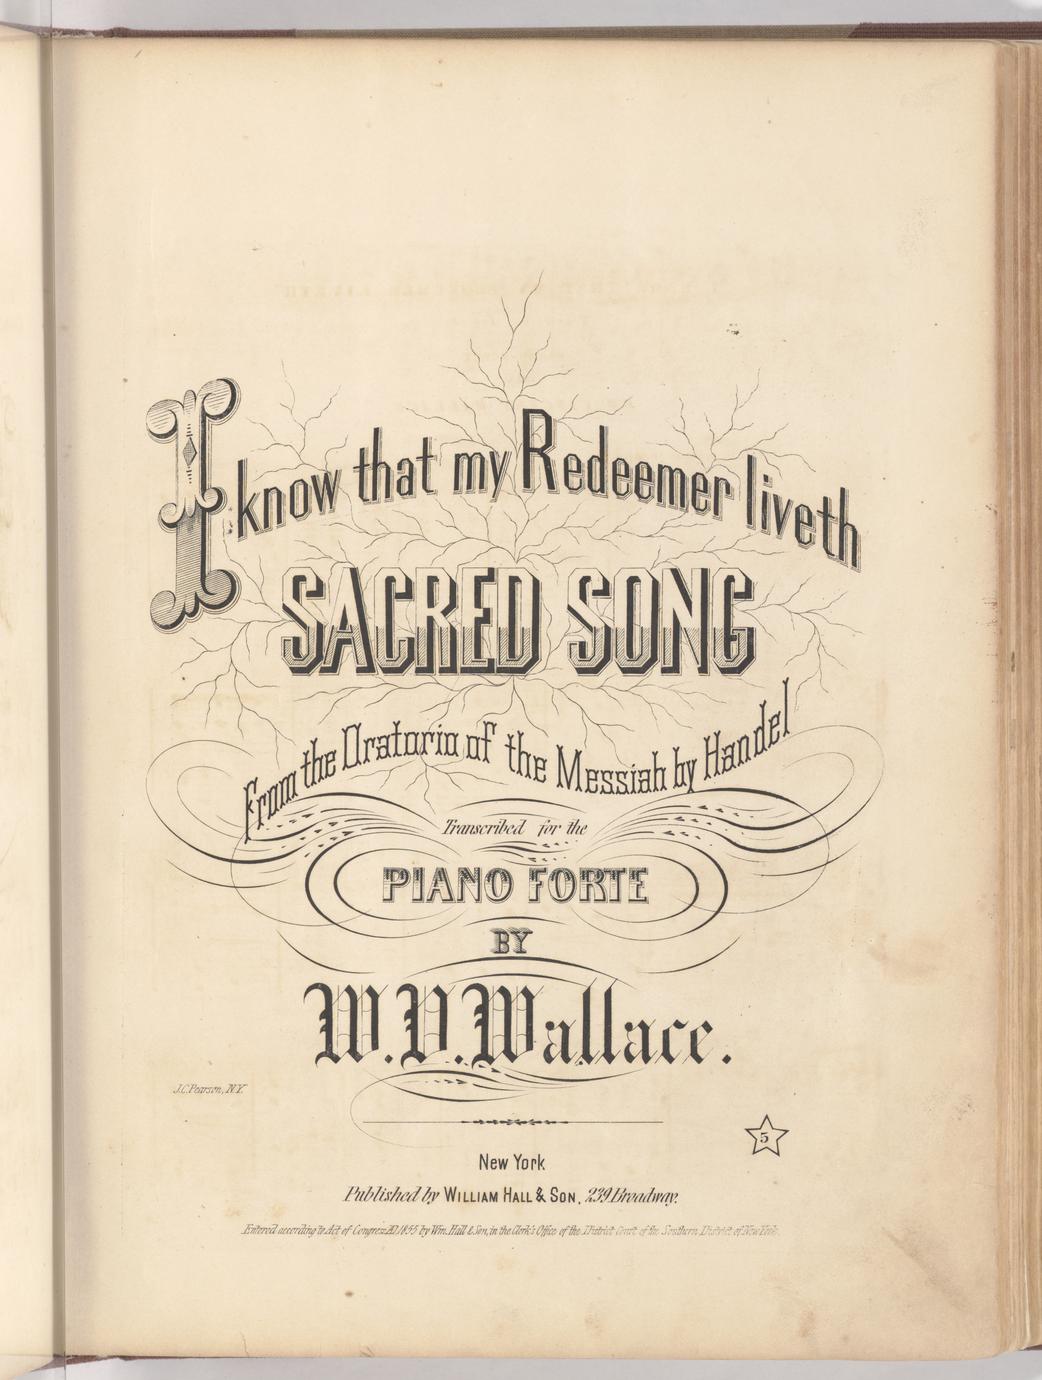 I know that my Redeemer liveth
SACRED SONG
From the Oratorio of the Messiah by Handel
Transcribed for the
PIANO FORTE
BY
W.V.Wallace.
J.C.Pearson, N.Y.
5
New York
Published by WILLIAM HALL & SON, 239 Broadway.
Entered according to Act of Congress AD 1855 by Wm. Hall & Son, in the Clerk's Office of the District Court of the Southern District of New York.